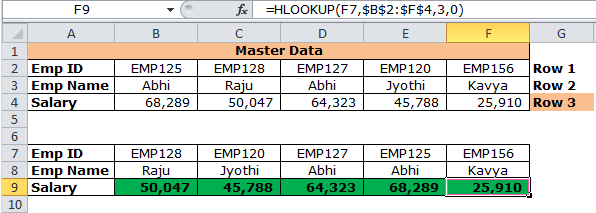 F9 fx =HLOOKUP(F7,$B$2:$F$4,3,0)
A B C D E F G
1 Master Data
2 Emp ID EMP125 EMP128 EMP127 EMP120 EMP156 Row 1
3 Emp Name Abhi Raju Abhi Jyothi Kavya Row 2
4 Salary 68,289 50,047 64,323 45,788 25,910 Row 3
5
6
7 Emp ID EMP128 EMP120 EMP127 EMP125 EMP156
8 Emp Name Raju Jyothi Abhi Abhi Kavya
9 Salary 50,047 45,788 64,323 68,289 25,910
10